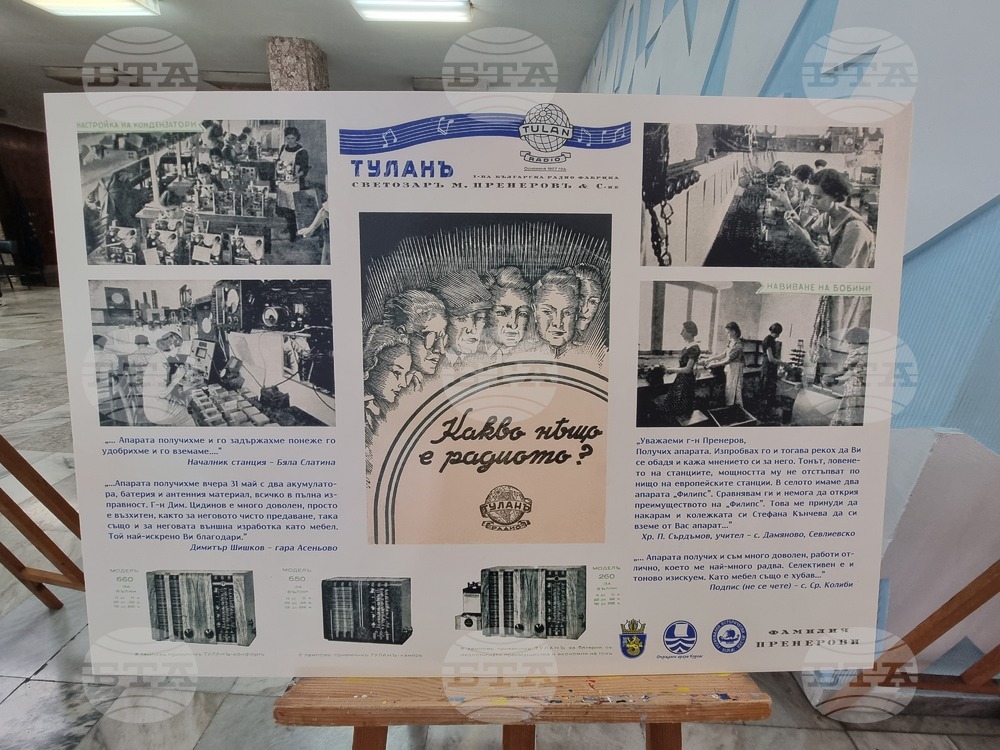 БТА
НАСТРОЙКА НА КОНДЕНЗАТОРИ
TULAN
RADIO
ТУЛАНЪ
1-ВА БЪЛГАРСКА РАДИО ФАБРИКА
СВЕТОЗАРЪ М. ПРЕНЕРОВЪ & С-ИЕ
НАВИВАНЕ НА БОБИНИ
Какво нѣщо
е радиото?
ТУЛАНЪ
РАДИО
„... Апарата получихме и го задържахме понеже го
удобрихме и го вземаме....“
Началник станция – Бяла Слатина
„...Апарата получихме вчера 31 май с два акумулато-
ра, батерия и антенния материал, всичко в пълна из-
правност. Г-н Дим. Цидинов е много доволен, просто
е възхитен, както за неговото чисто предаване, така
също и за неговата външна изработка като мебел.
Той най-искрено Ви благодари.“
Димитър Шишков – гара Асеньово
„Уважаеми г-н Пренеров,
Получих апарата. Изпробвах го и тогава рекох да Ви
се обадя и кажа мнението си за него. Тонът, ловене-
то на станциите, мощността му не отстъпват по
нищо на европейските станции. В селото имаме два
апарата „Филипс“. Сравнявам ги и немога да открия
преимуществото на „Филипс“. Това ме принуди да
накарам и колежката си Стефана Кънчева да си
вземе от Вас апарат...“
Хр. П. Сърдъмов, учител – с. Дамяново, Севлиевско
„... Апарата получих и съм много доволен, работи от-
лично, което ме най-много радва. Селективен е и
тоново изискуем. Като мебел също е хубав...“
Подпис (не се чете) – с. Ср. Колиби
МОДЕЛЪ
660
МОДЕЛЪ
650
МОДЕЛЪ
260
ФАМИЛИЯ
ПРЕНЕРОВИ